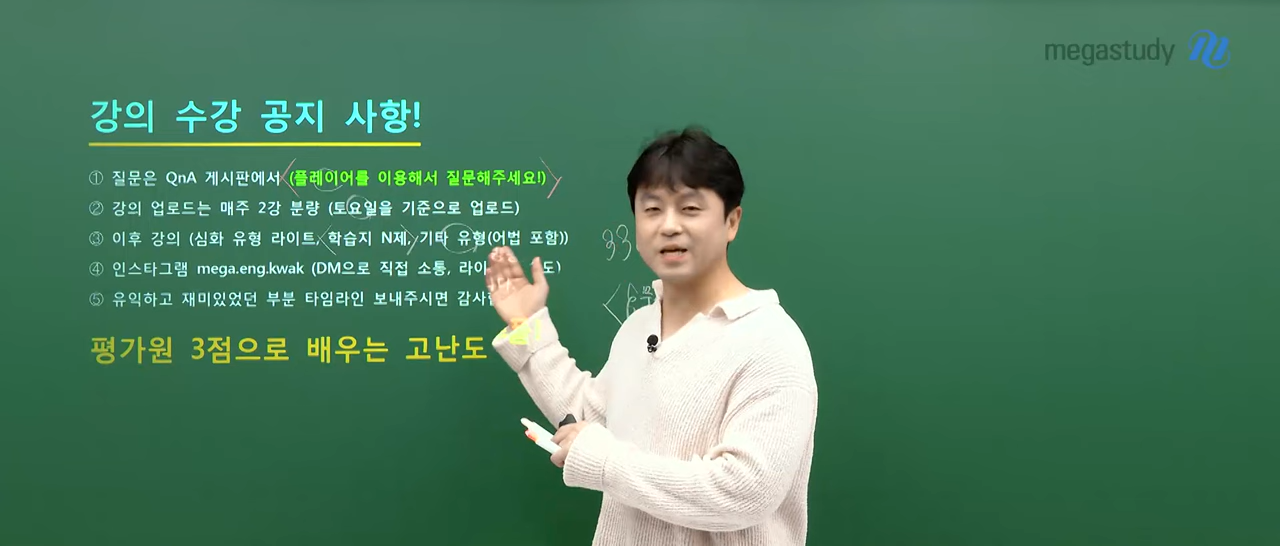 megastudy
강의 수강 공지 사항!
① 질문은 QnA 게시판에서 (플레이어를 이용해서 질문해주세요!)
② 강의 업로드는 매주 2강 분량 (토요일을 기준으로 업로드)
③ 이후 강의 (심화 유형 라이트, 학습지 N제, 기타 유형(어법 포함))
33
④ 인스타그램 mega.eng.kwak (DM으로 직접 소통,
⑤ 유익하고 재미있었던 부분 타임라인 보내주시면
평가원 3점으로 배우는 고난도